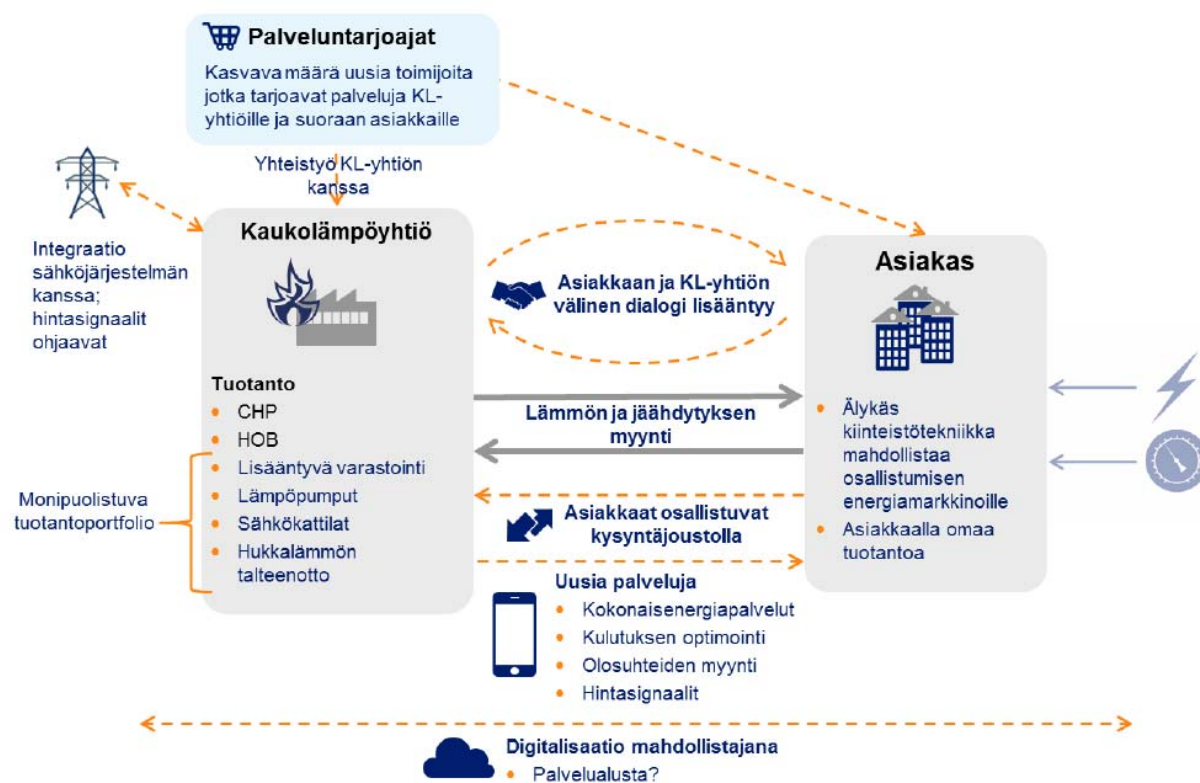 Palveluntarjoajat
Kasvava määrä uusia toimijoita
jotka tarjoavat palveluja KL-
yhtiöille ja suoraan asiakkaille
Yhteistyö KL-yhtiön
kanssa
Integraatio
sähköjärjestelmän
kanssa;
hintasignaalit
ohjaavat
Kaukolämpöyhtiö
Tuotanto
• CHP
• HOB
• Lisääntyvä varastointi
• Lämpöpumput
• Sähkökattilat
• Hukkalämmön
talteenotto
Monipuolistuva
tuotantoportfolio
Asiakkaan ja KL-yhtiön
välinen dialogi lisääntyy
Lämmön ja jäähdytyksen
myynti
Asiakkaat osallistuvat
kysyntäjoustolla
Asiakas
• Älykäs
kiinteistötekniikka
mahdollistaa
osallistumisen
energiamarkkinoille
• Asiakkaalla omaa
tuotantoa
Uusia palveluja
• Kokonaisenergiapalvelut
• Kulutuksen optimointi
• Olosuhteiden myynti
• Hintasignaalit
Digitalisaatio mahdollistajana
• Palvelualusta?